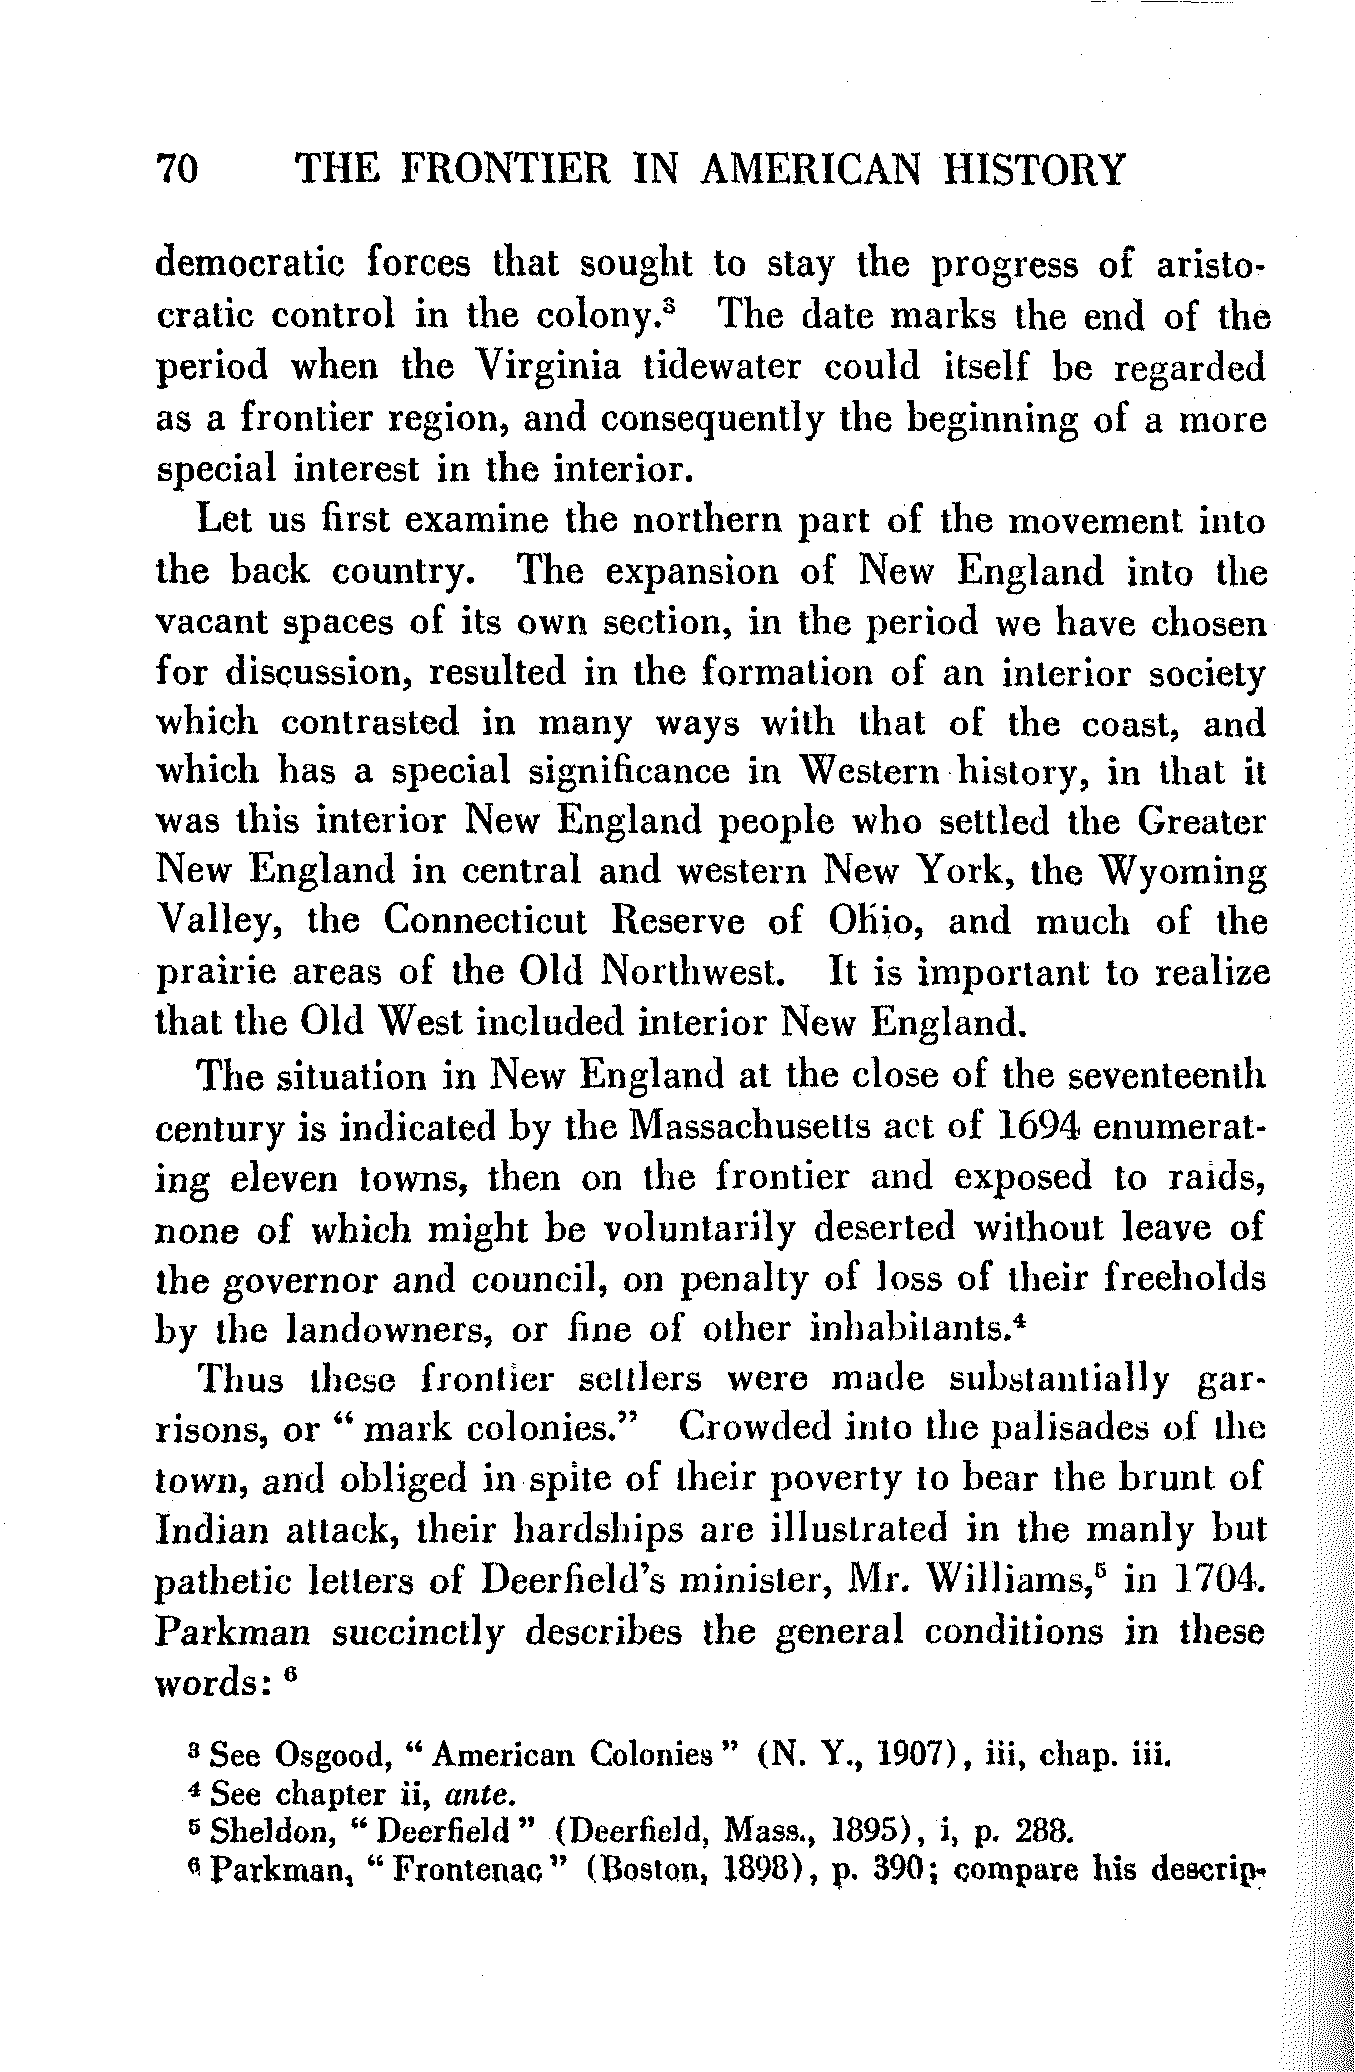 70 THE FRONTIER IN AMERICAN HISTORY
democratic forces that sought to stay the progress of aristo-
cratic control in the colony.³ The date marks the end of the
period when the Virginia tidewater could itself be regarded
as a frontier region, and consequently the beginning of a more
special interest in the interior.
Let us first examine the northern part of the movement into
the back country. The expansion of New England into the
vacant spaces of its own section, in the period we have chosen
for discussion, resulted in the formation of an interior society
which contrasted in many ways with that of the coast, and
which has a special significance in Western history, in that it
was this interior New England people who settled the Greater
New England in central and western New York, the Wyoming
Valley, the Connecticut Reserve of Ohio, and much of the
prairie areas of the Old Northwest. It is important to realize
that the Old West included interior New England.
The situation in New England at the close of the seventeenth
century is indicated by the Massachusetts act of 1694 enumerat-
ing eleven towns, then on the frontier and exposed to raids,
none of which might be voluntarily deserted without leave of
the governor and council, on penalty of loss of their freeholds
by the landowners, or fine of other inhabitants.⁴
Thus these frontier settlers were made substantially gar-
risons, or " mark colonies." Crowded into the palisades of the
town, and obliged in spite of their poverty to bear the brunt of
Indian attack, their hardships are illustrated in the manly but
pathetic letters of Deerfield's minister, Mr. Williams,⁵ in 1704.
Parkman succinctly describes the general conditions in these
words: ⁶
³ See Osgood, " American Colonies " (N. Y., 1907), iii, chap. iii.
⁴ See chapter ii, ante.
⁵ Sheldon, " Deerfield " (Deerfield, Mass., 1895), i, p. 288.
⁶ Parkman, " Frontenac " (Boston, 1898), p. 390; compare his descrip-